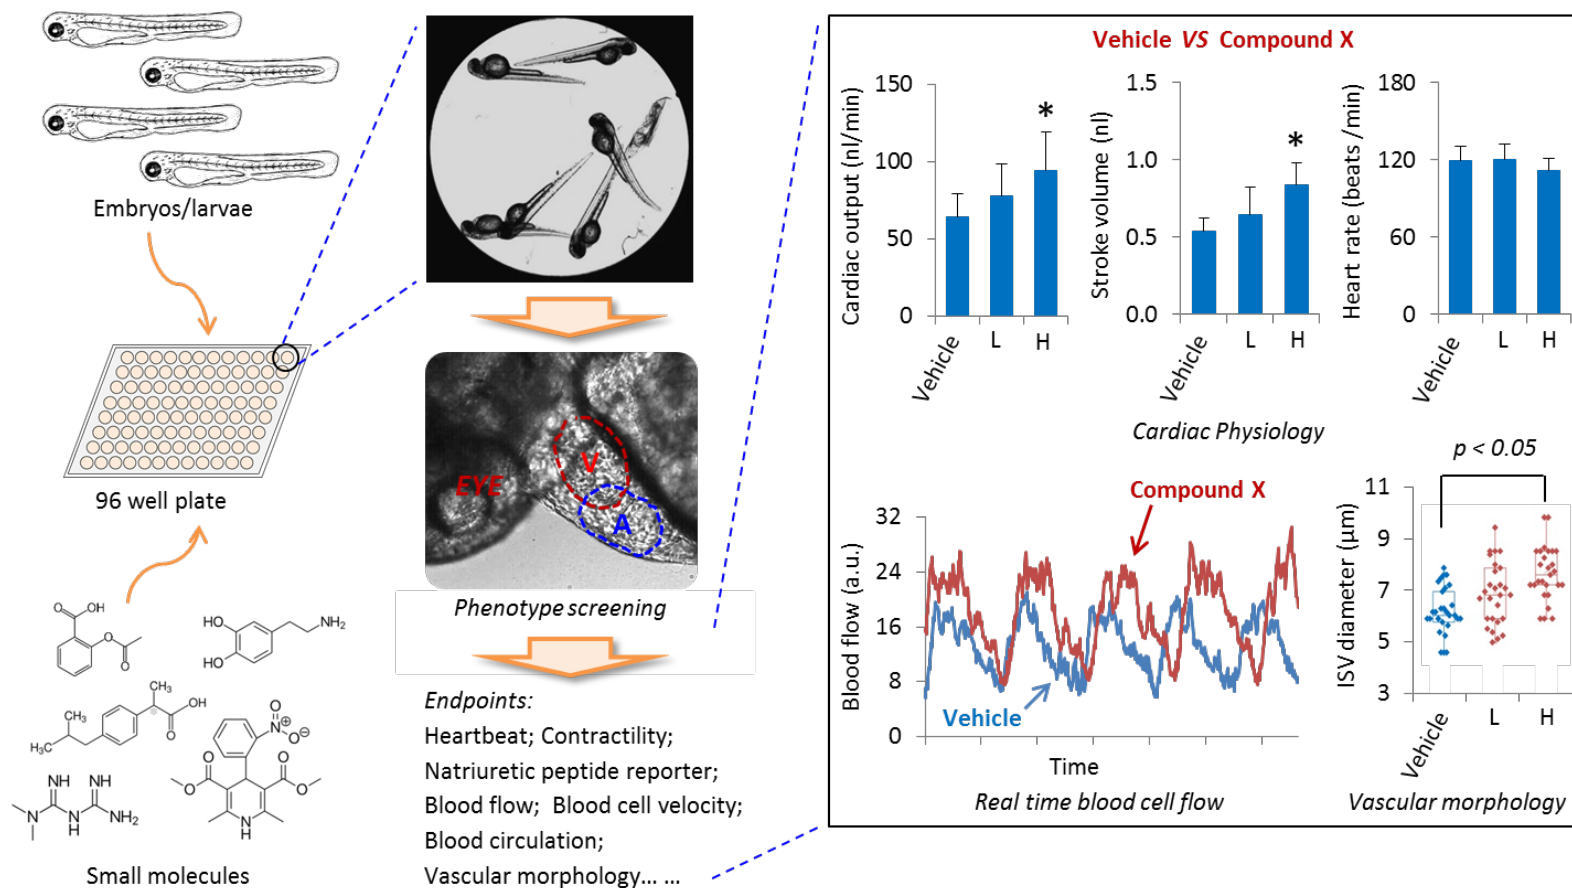 Embryos/larvae
96 well plate
OH
O
O
O
HO
HO
NH2
CH3
OH
O
CH3
H3C
*
O
N⊕
O⊖
O
O
O
O
N
H
NH NH
N N NH2
H
Small molecules
EYE
V
A
Phenotype screening
Endpoints:
Heartbeat; Contractility;
Natriuretic peptide reporter;
Blood flow; Blood cell velocity;
Blood circulation;
Vascular morphology... ...
Vehicle VS Compound X
Cardiac output (nl/min)
150
100
50
0
*
Vehicle L H
Stroke volume (nl)
1.5
1.0
0.5
0.0
*
Vehicle L H
Heart rate (beats /min)
180
120
60
0
Vehicle L H
Cardiac Physiology
Compound X
Blood flow (a.u.)
32
24
16
8
0
Vehicle
Time
Real time blood cell flow
p < 0.05
ISV diameter (µm)
11
9
7
5
3
Vehicle L H
Vascular morphology